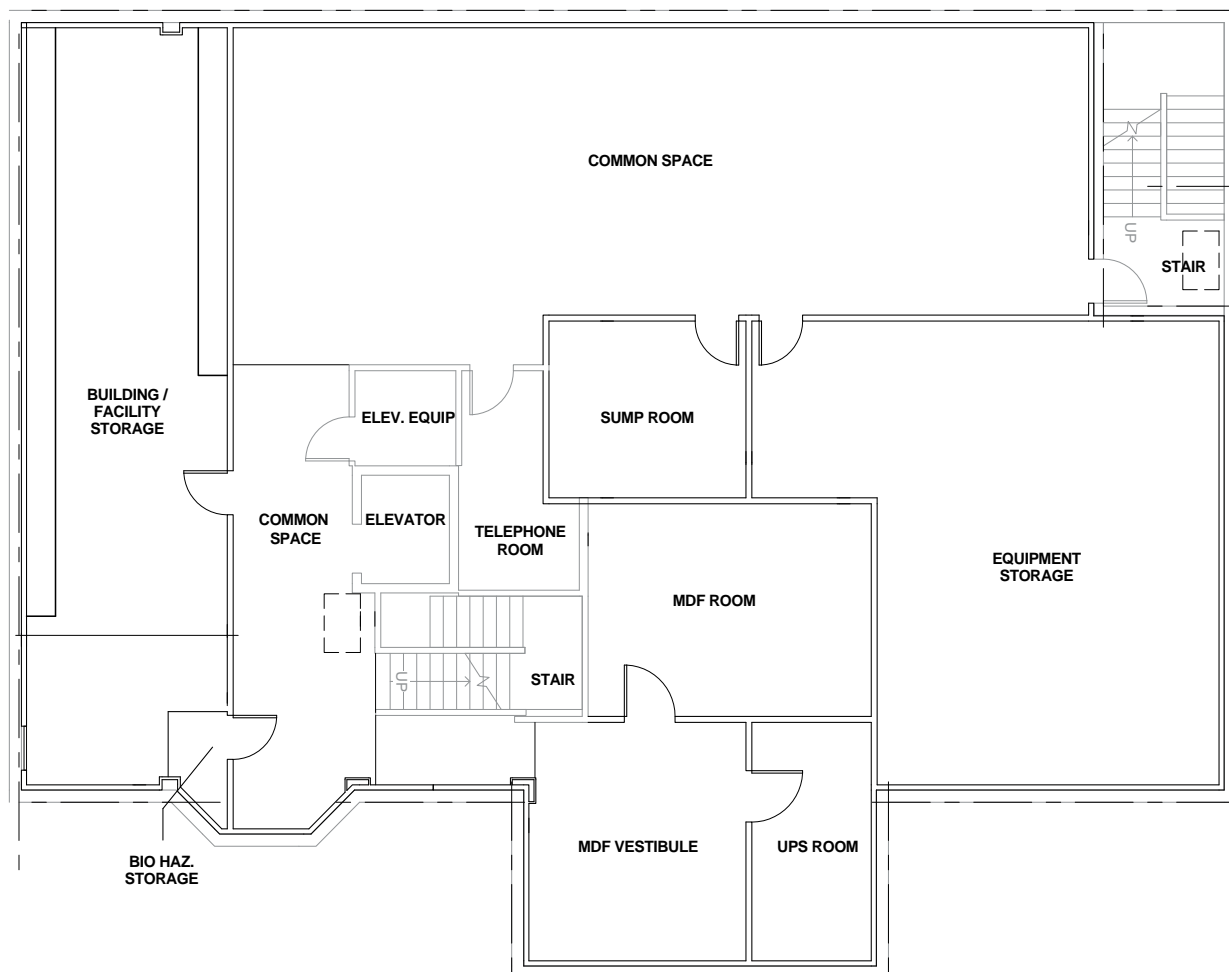 COMMON SPACE
UP
STAIR
BUILDING /
FACILITY
STORAGE
ELEV. EQUIP
SUMP ROOM
COMMON
SPACE
ELEVATOR
TELEPHONE
ROOM
EQUIPMENT
STORAGE
MDF ROOM
UP
STAIR
MDF VESTIBULE
UPS ROOM
BIO HAZ.
STORAGE